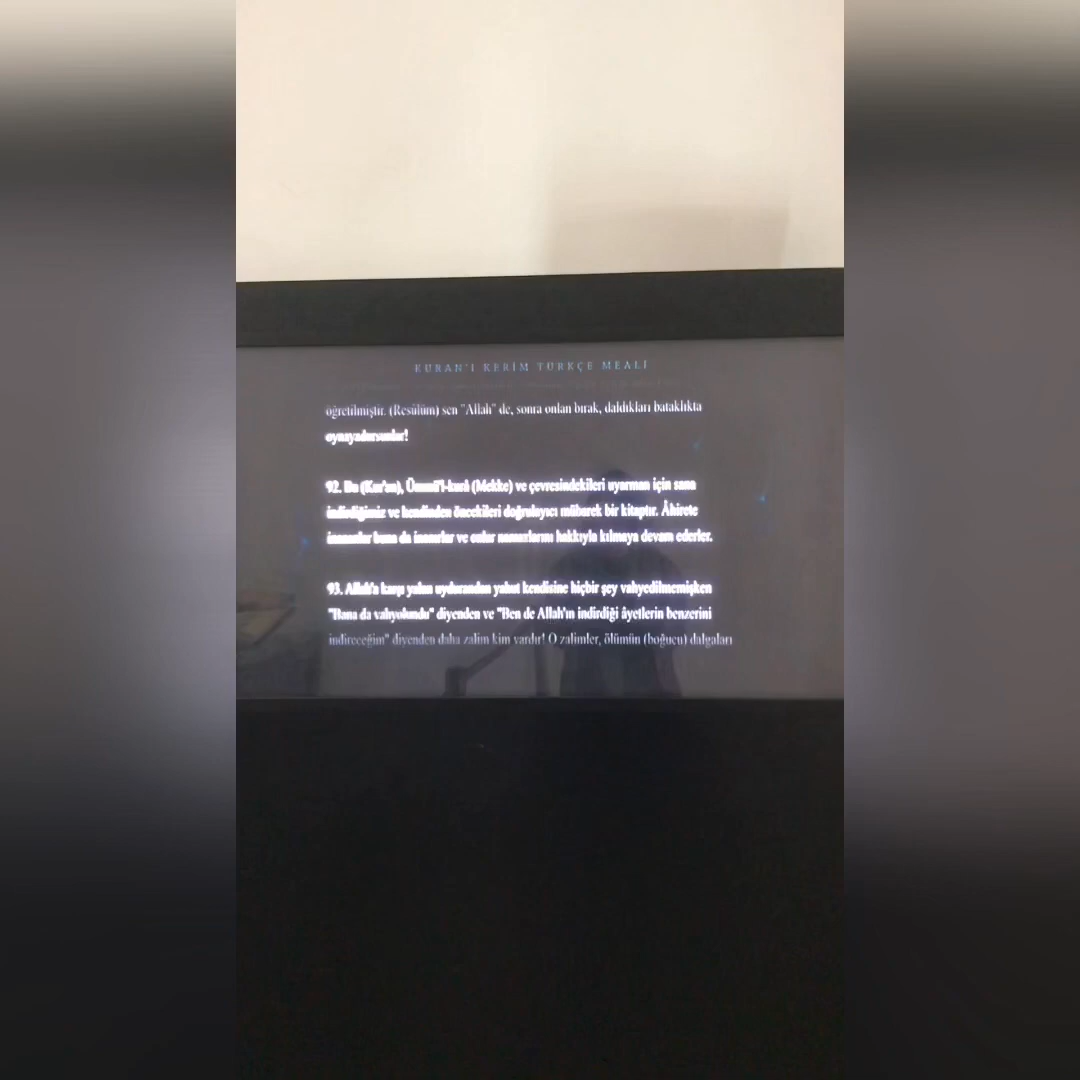 KURAN'I KERİM TÜRKÇE MEALİ
öğretilmiştir. (Resûlüm) sen "Allah" de, sonra onları bırak, daldıkları bataklıkta
oynayadursunlar!
92. Bu (Kur'an), Ümmü'l-kurâ (Mekke) ve çevresindekileri uyarman için sana
indirdiğimiz ve kendinden öncekileri doğrulayıcı mübarek bir kitaptır. Âhirete
inananlar buna da inanırlar ve onlar namazlarını hakkıyla kılmaya devam ederler.
93. Allah'a karşı yalan uydurandan yahut kendisine hiçbir şey vahyedilmemişken
"Bana da vahyolundu" diyenden ve "Ben de Allah'ın indirdiği âyetlerin benzerini
indireceğim" diyenden daha zalim kim vardır! O zalimler, ölümün (boğucu) dalgaları